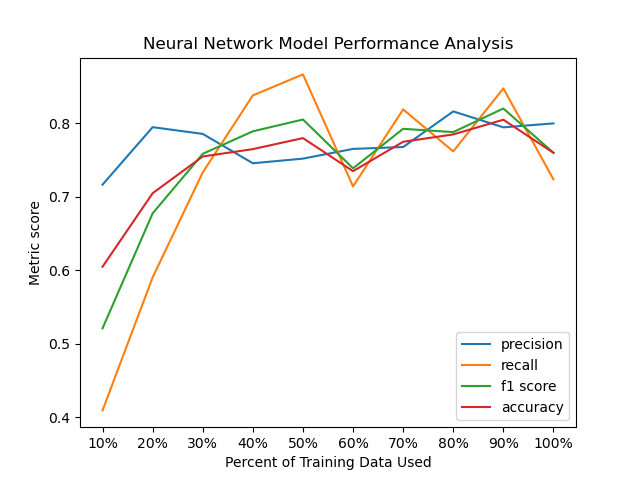 Neural Network Model Performance Analysis
Metric score
0.8
0.7
0.6
0.5
0.4
precision
recall
f1 score
accuracy
10% 20% 30% 40% 50% 60% 70% 80% 90% 100%
Percent of Training Data Used